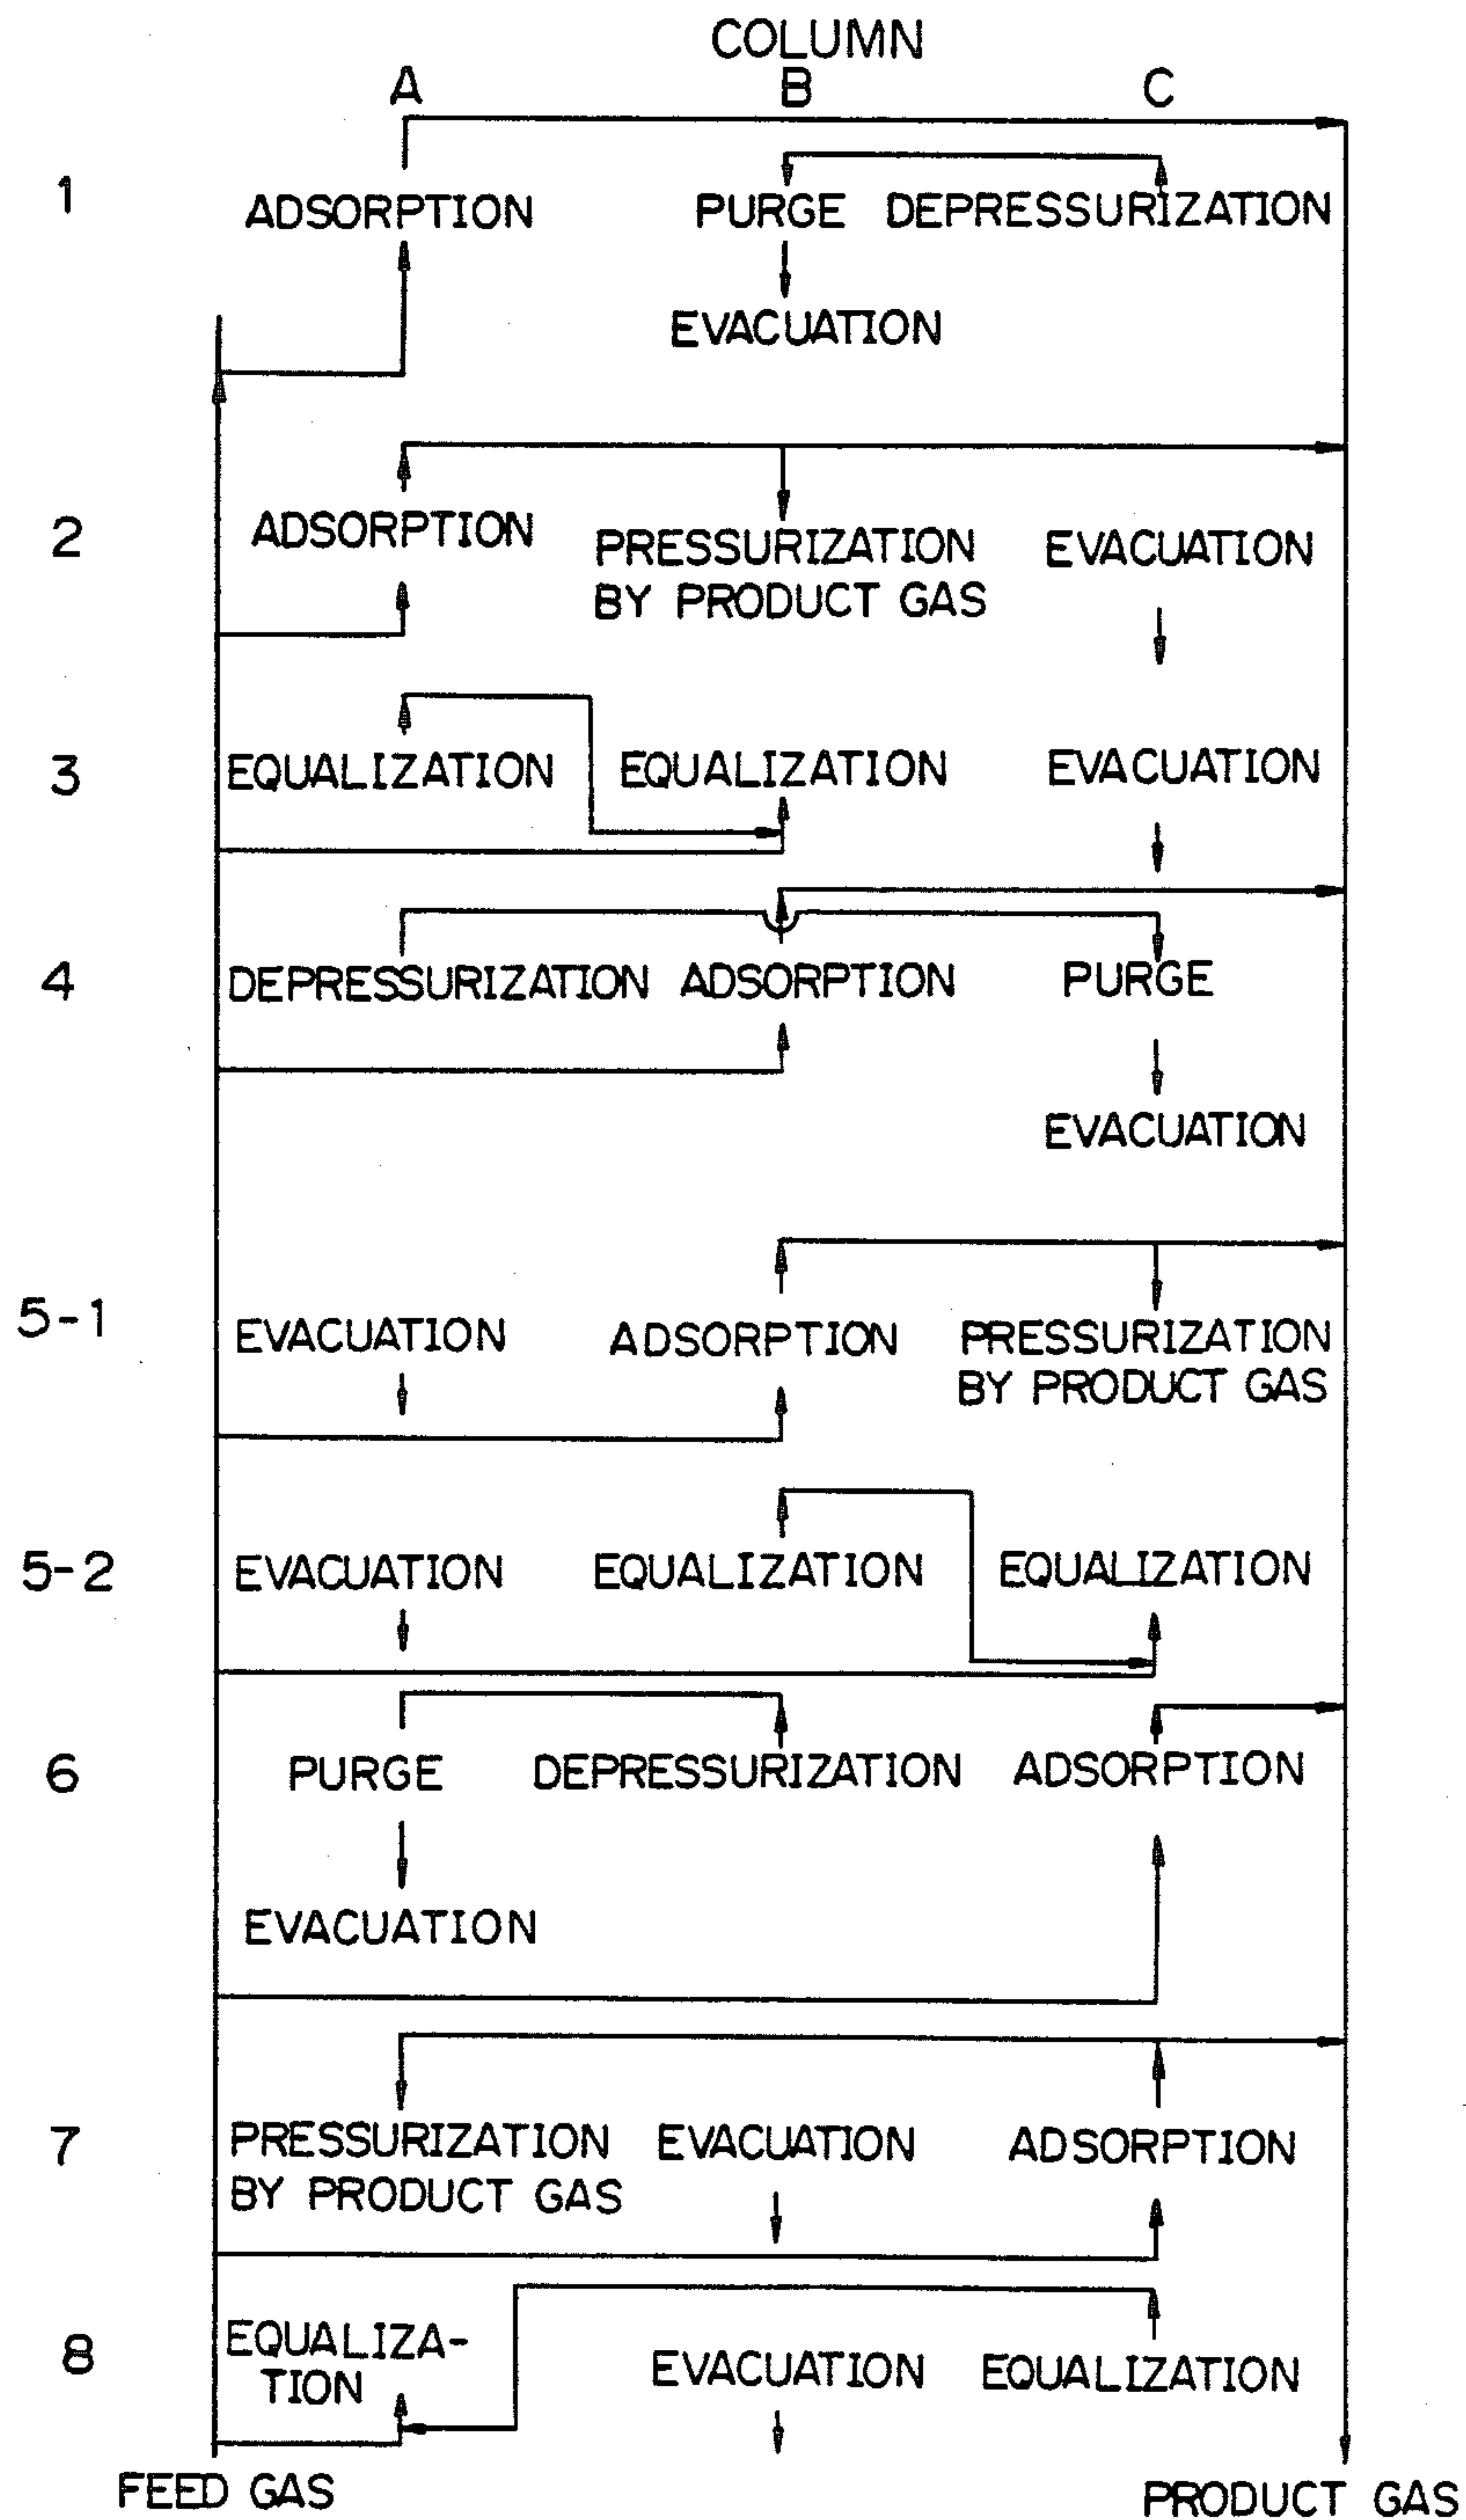 COLUMN
A B C
1
ADSORPTION PURGE DEPRESSURIZATION
EVACUATION
2
ADSORPTION PRESSURIZATION EVACUATION
BY PRODUCT GAS
3
EQUALIZATION EQUALIZATION EVACUATION
4
DEPRESSURIZATION ADSORPTION PURGE
EVACUATION
5-1
EVACUATION ADSORPTION PRESSURIZATION
BY PRODUCT GAS
5-2
EVACUATION EQUALIZATION EQUALIZATION
6
PURGE DEPRESSURIZATION ADSORPTION
EVACUATION
7
PRESSURIZATION EVACUATION ADSORPTION
BY PRODUCT GAS
8
EQUALIZA-
TION
EVACUATION EQUALIZATION
FEED GAS PRODUCT GAS